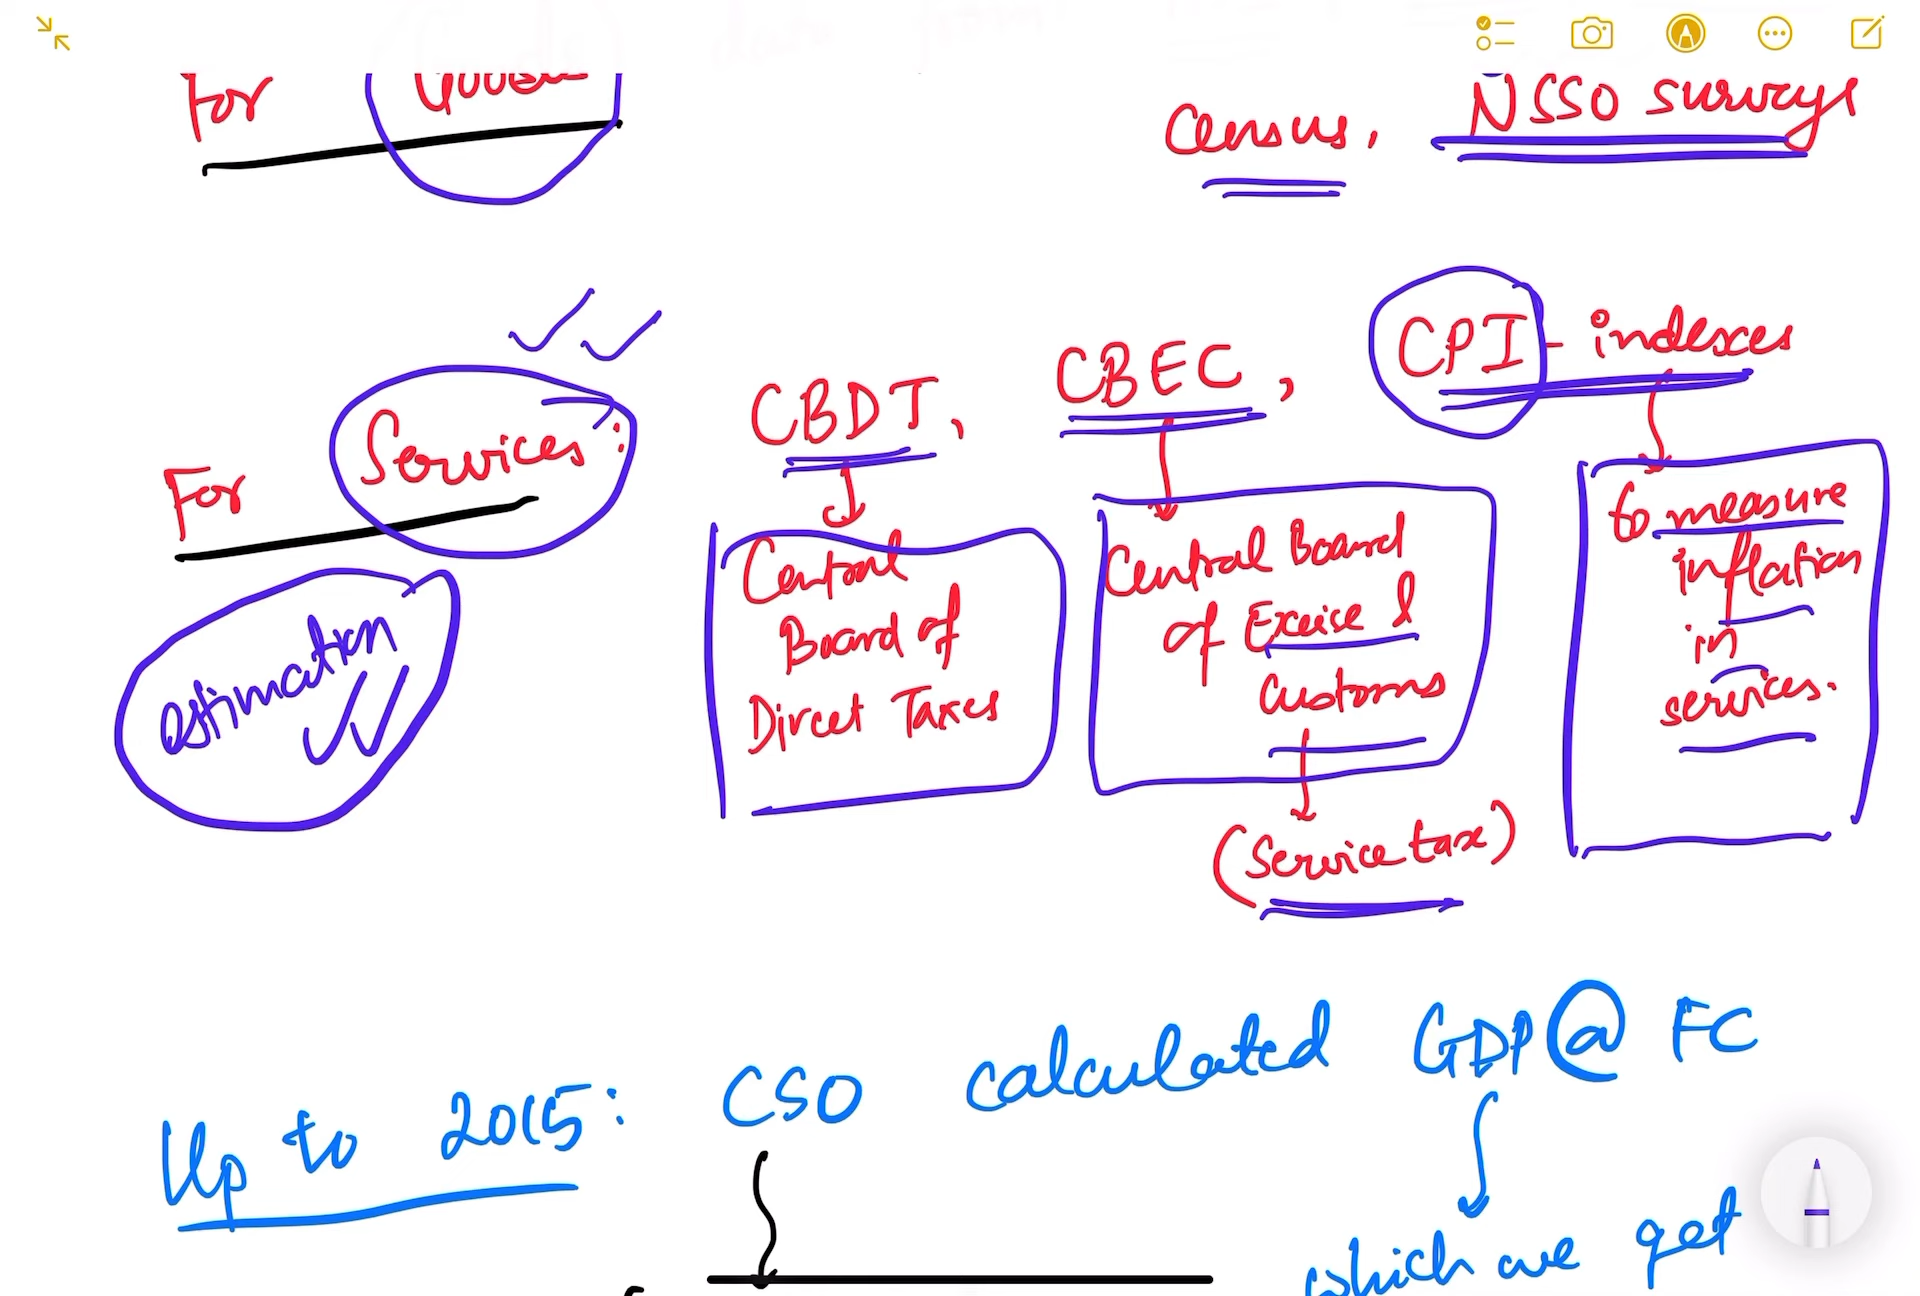 For Goods
Census, NSSO surveys
For Services:
estimation
CBDT, CBEC, CPI - indexes
Central
Board of
Direct Taxes
Central Board
of Excise &
Customs
(Service tax)
to measure
inflation
in
services.
Up to 2015: CSO calculated GDP@ FC
which we get